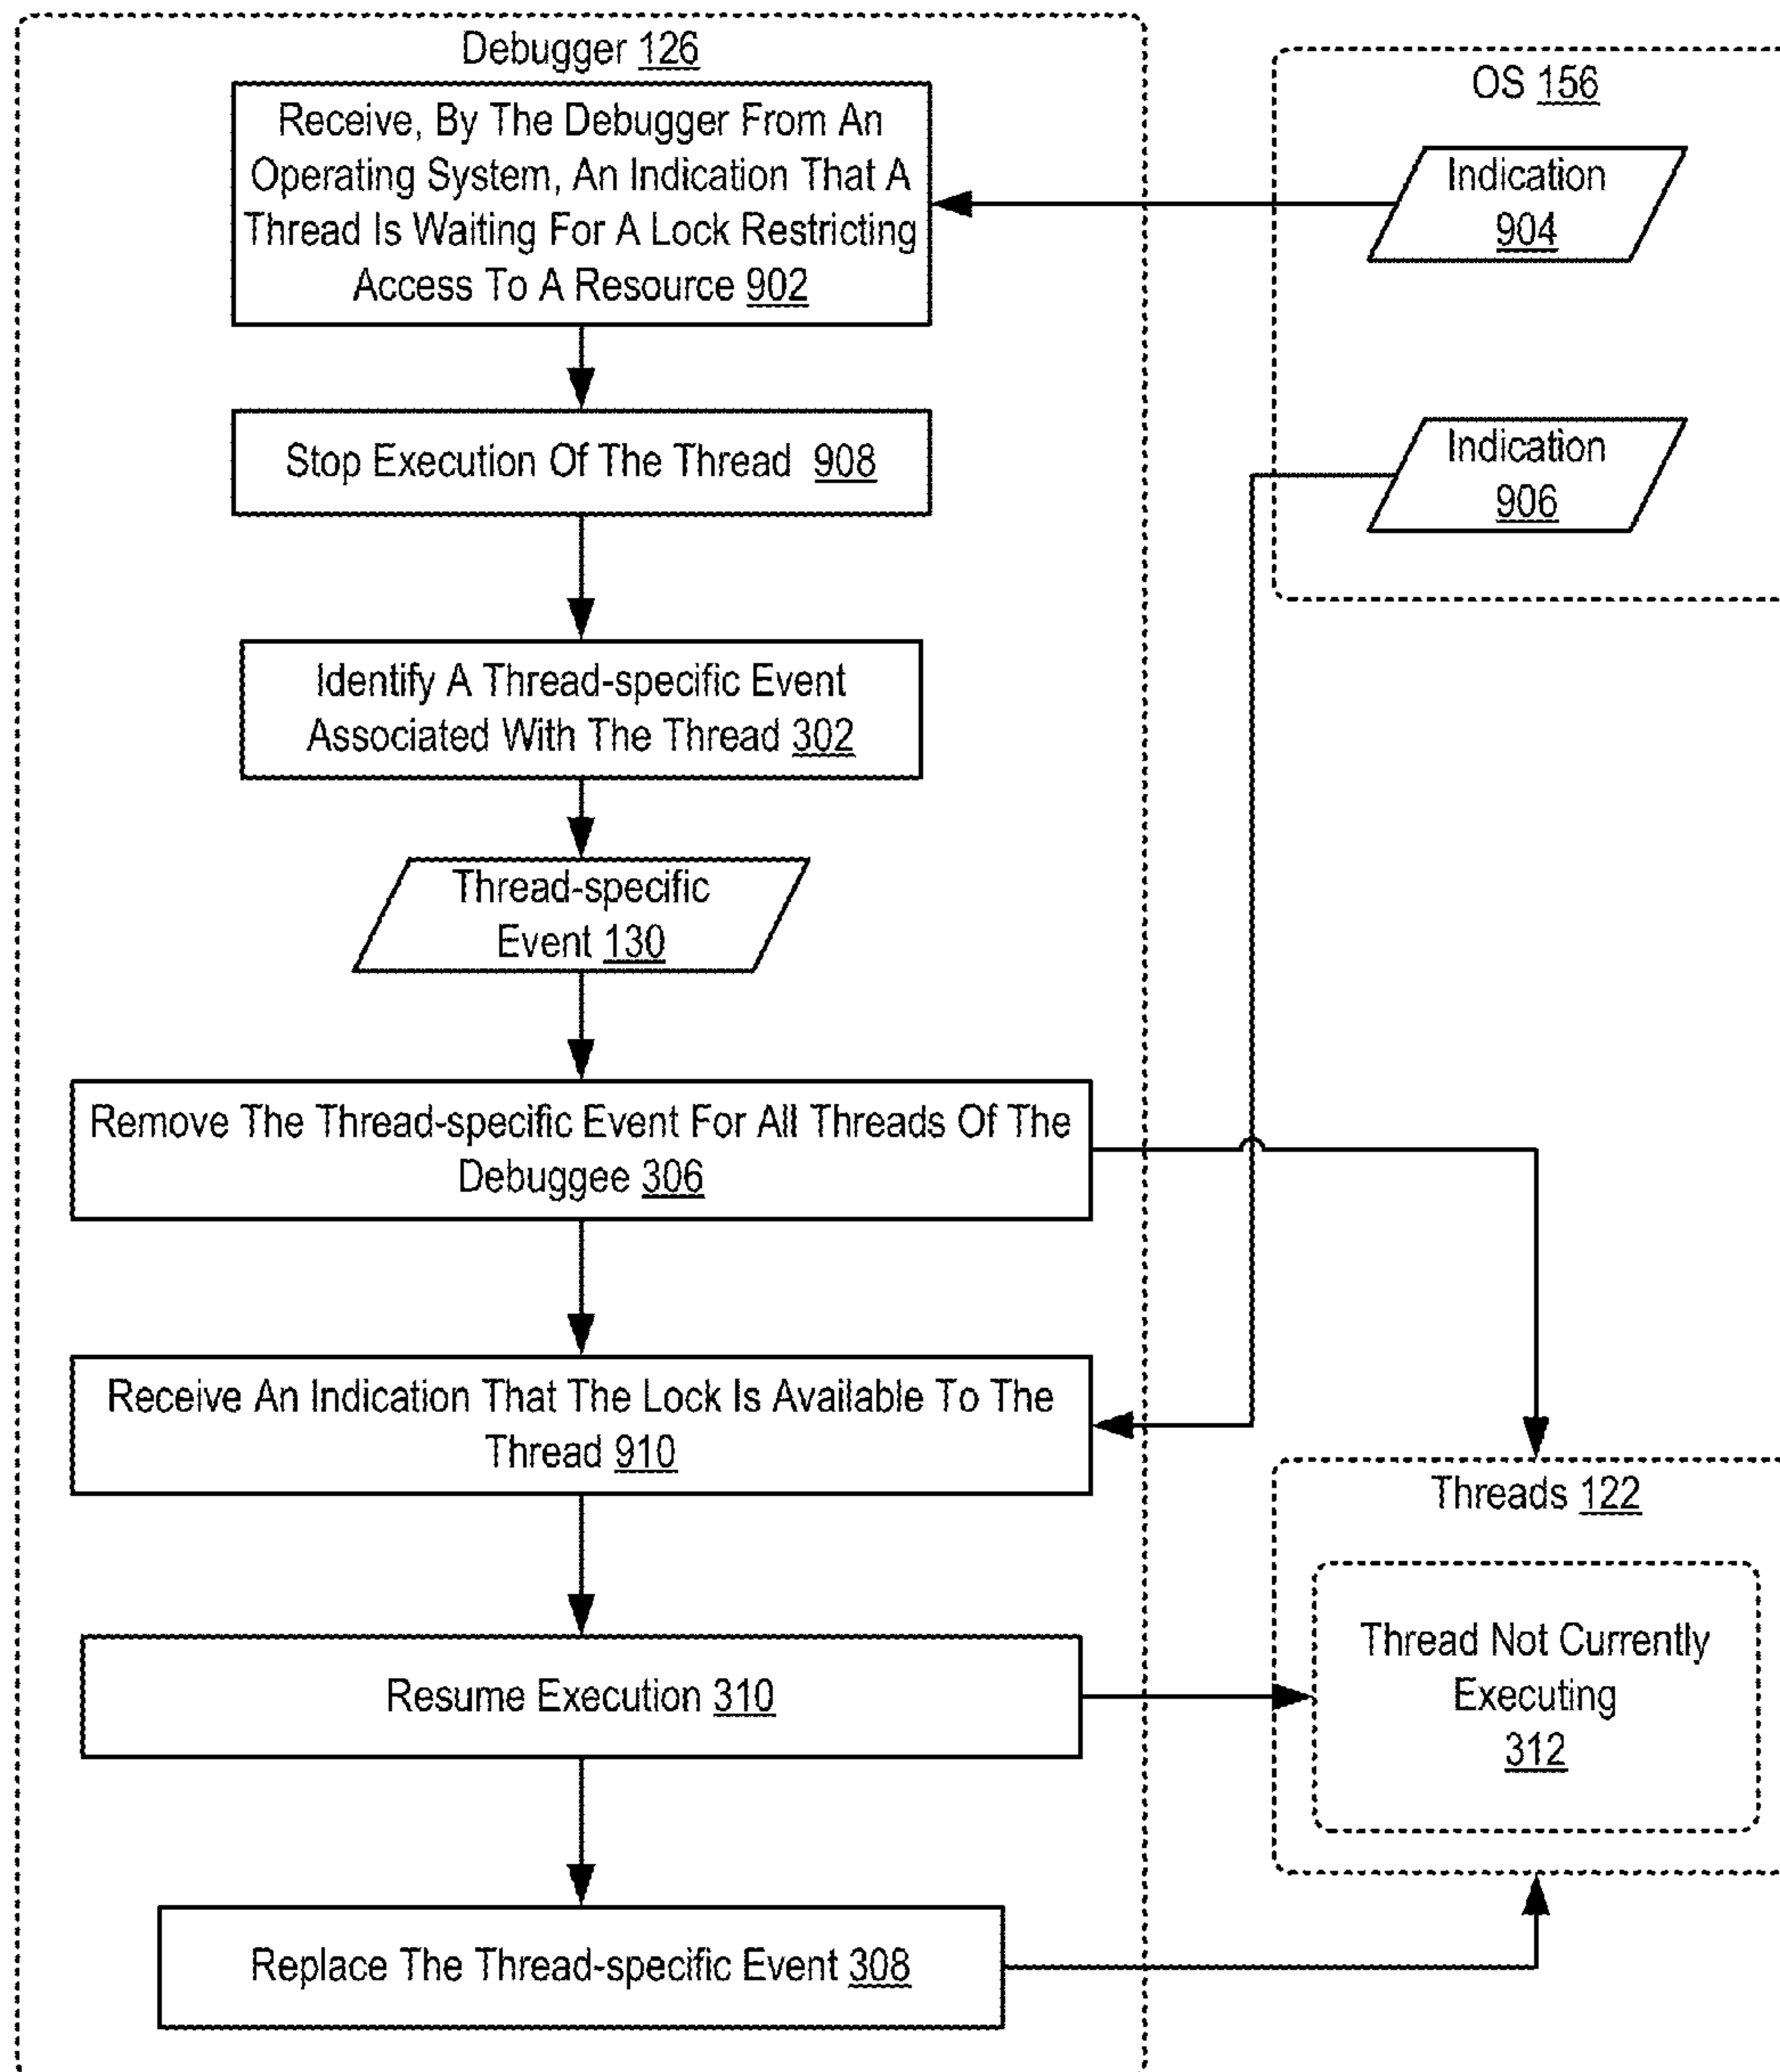 Debugger 126
Receive, By The Debugger From An
Operating System, An Indication That A
Thread Is Waiting For A Lock Restricting
Access To A Resource 902
OS 156
Indication
904
Stop Execution Of The Thread 908
Indication
906
Identify A Thread-specific Event
Associated With The Thread 302
Thread-specific
Event 130
Remove The Thread-specific Event For All Threads Of The
Debuggee 306
Receive An Indication That The Lock Is Available To The
Thread 910
Threads 122
Resume Execution 310
Thread Not Currently
Executing
312
Replace The Thread-specific Event 308